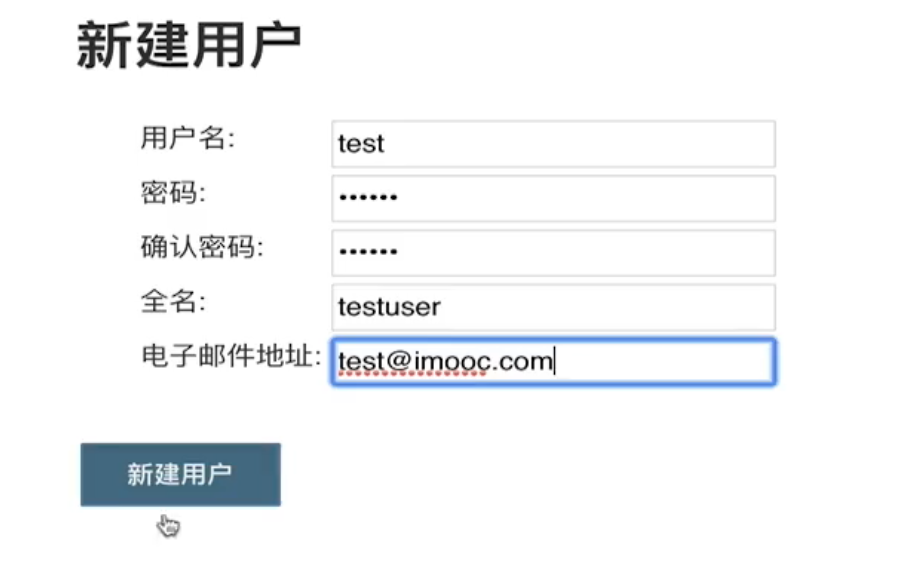 新建用户
用户名: test
密码: ••••••
确认密码: ••••••
全名: testuser
电子邮件地址: test@imooc.com
新建用户